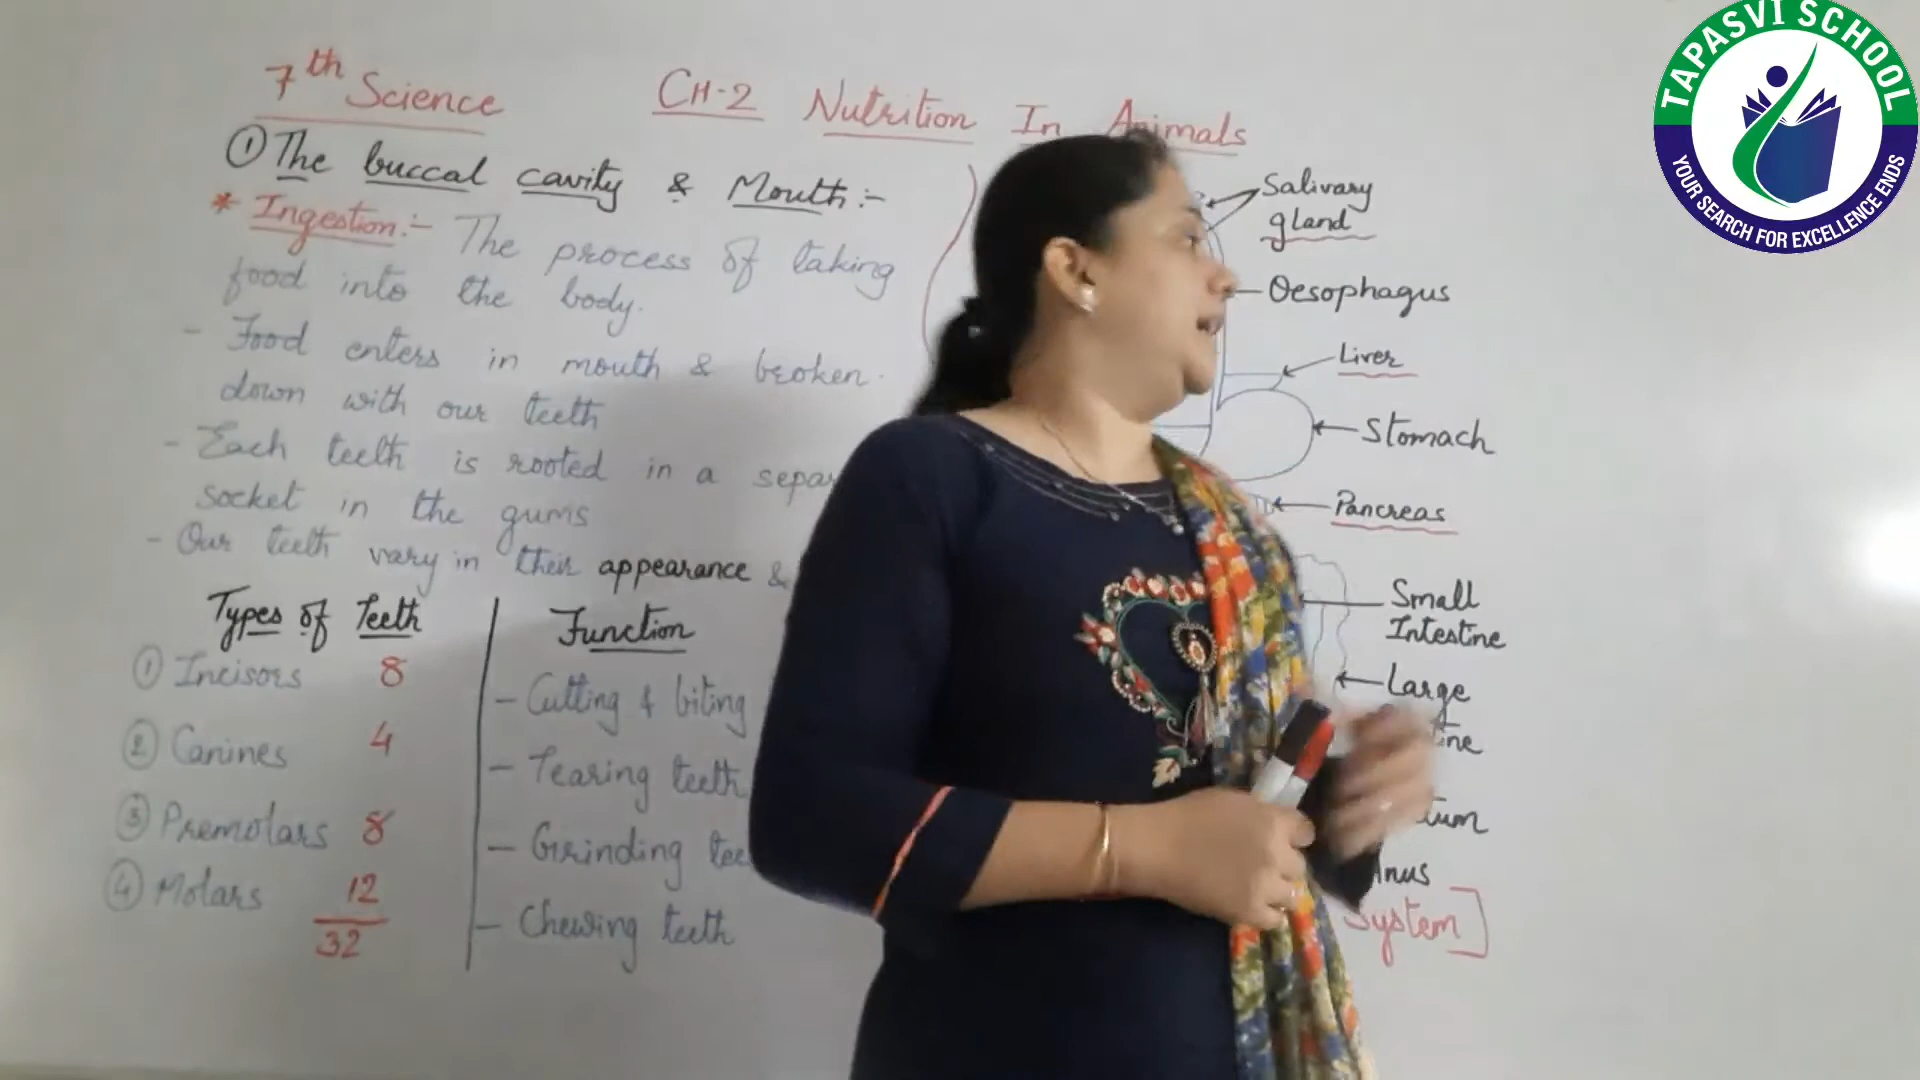 7th Science
CH-2 Nutrition In Animals
① The buccal cavity & Mouth :-
* Ingestion :- The process of taking
food into the body.
- Food enters in mouth & broken
down with our teeth
- Each teeth is rooted in a
socket in the gums
- Our teeth vary in their appearance &
Types of Teeth
Function
① Incisors 8
- Cutting & biting
② Canines 4
- Tearing teeth
③ Premolars 8
- Grinding
④ Molars 12
- Chewing teeth
32
Salivary
gland
Oesophagus
Liver
Stomach
Pancreas
Small
Intestine
Large
System]
TAPASVI SCHOOL
YOUR SEARCH FOR EXCELLENCE ENDS